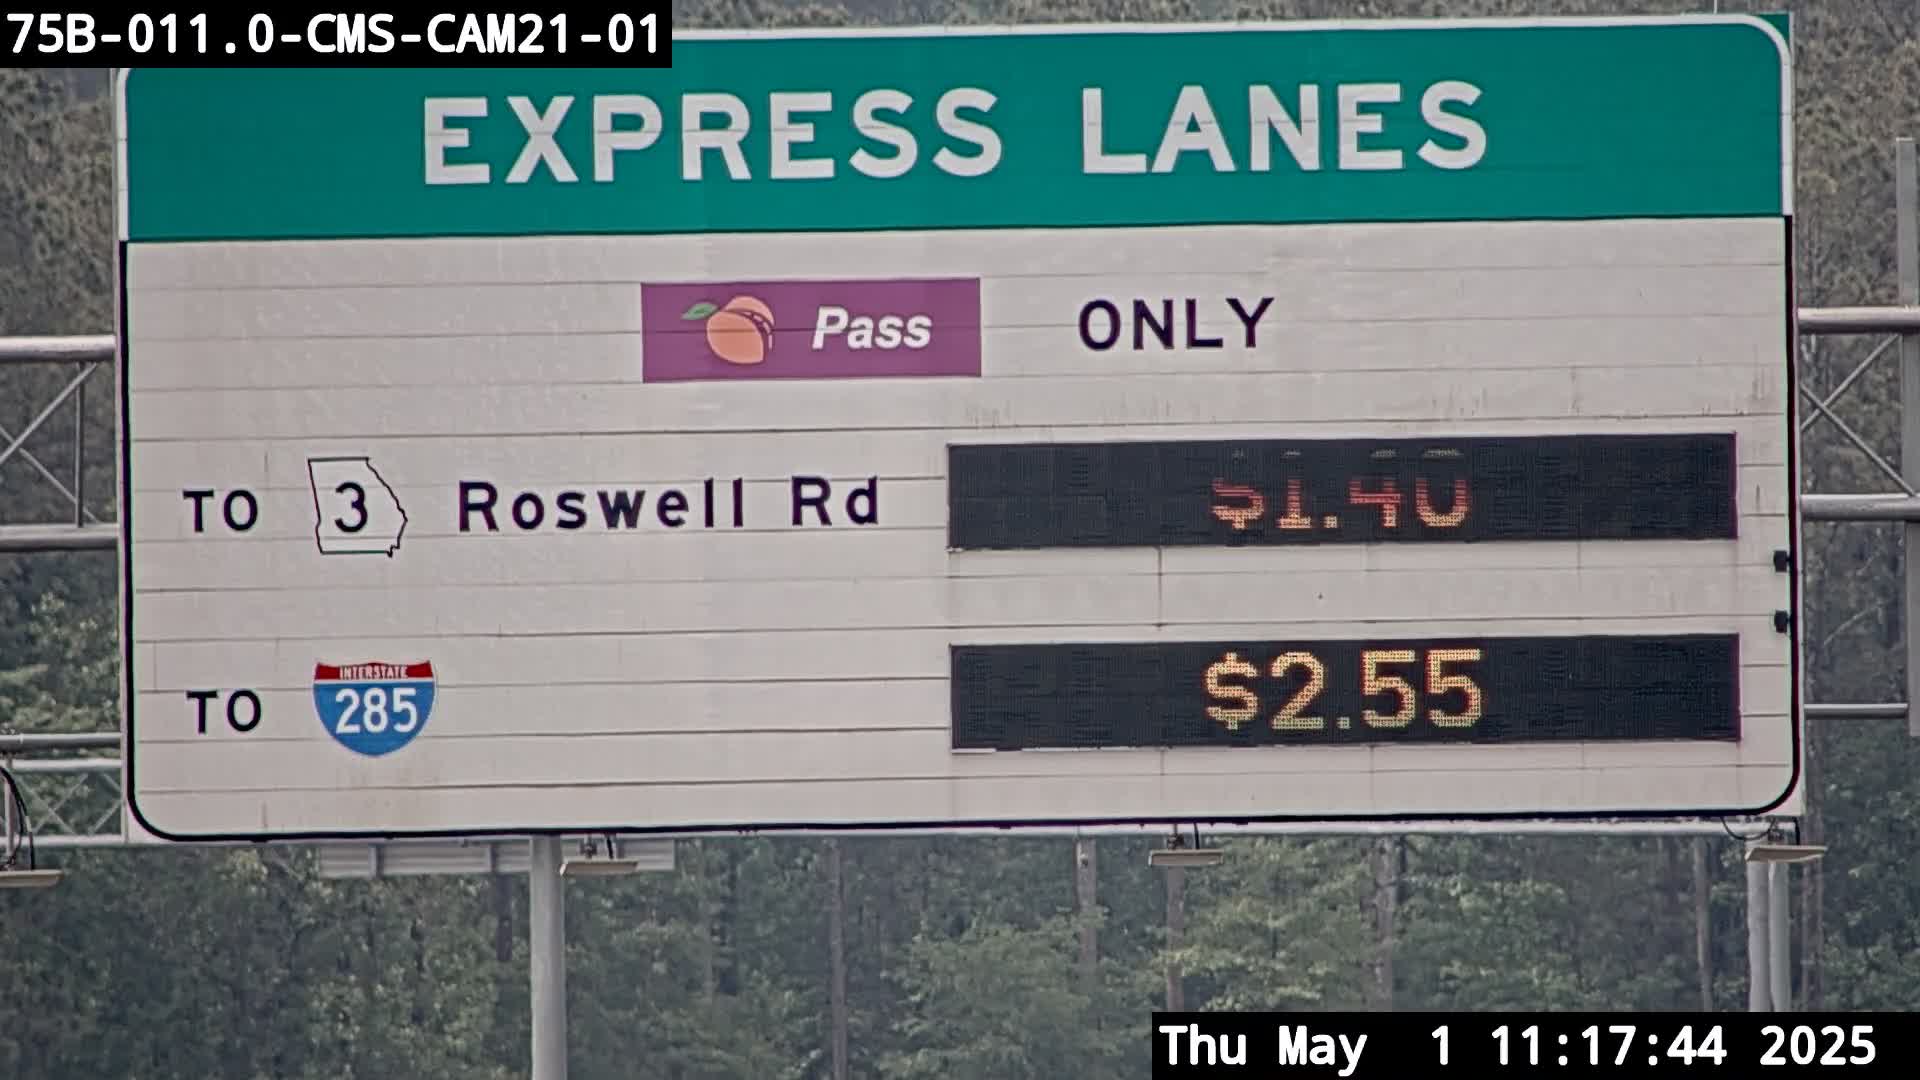 75B-011.0-CMS-CAM21-01
EXPRESS LANES
Pass ONLY
TO 3 Roswell Rd $1.40
TO INTERSTATE 285 $2.55
Thu May 1 11:17:44 2025